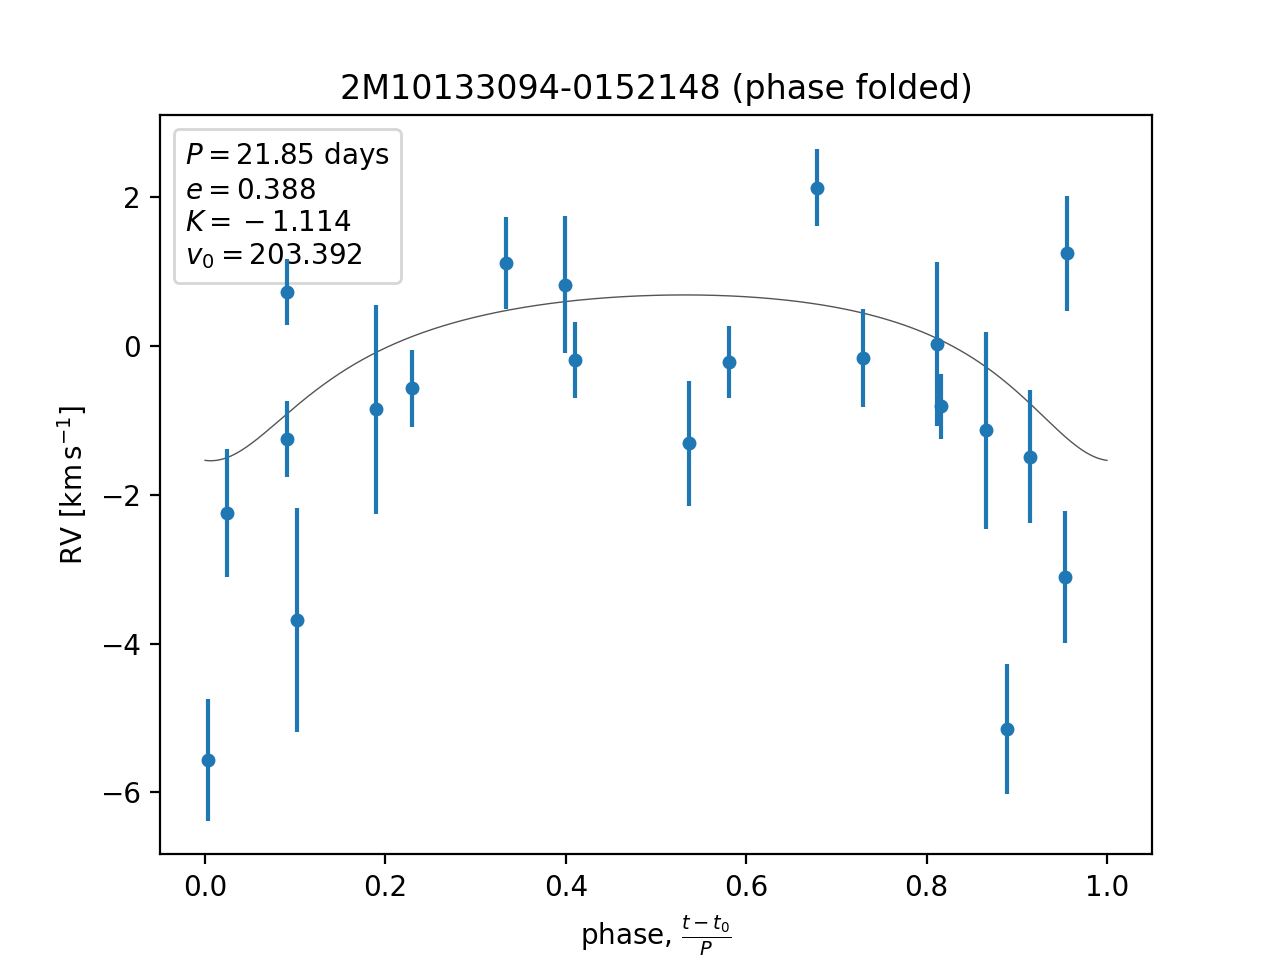 2M10133094-0152148 (phase folded)
P = 21.85 days
e = 0.388
K = −1.114
v₀ = 203.392
2
0
−2
−4
−6
RV [km s⁻¹]
0.0 0.2 0.4 0.6 0.8 1.0
phase, (t − t₀)/P